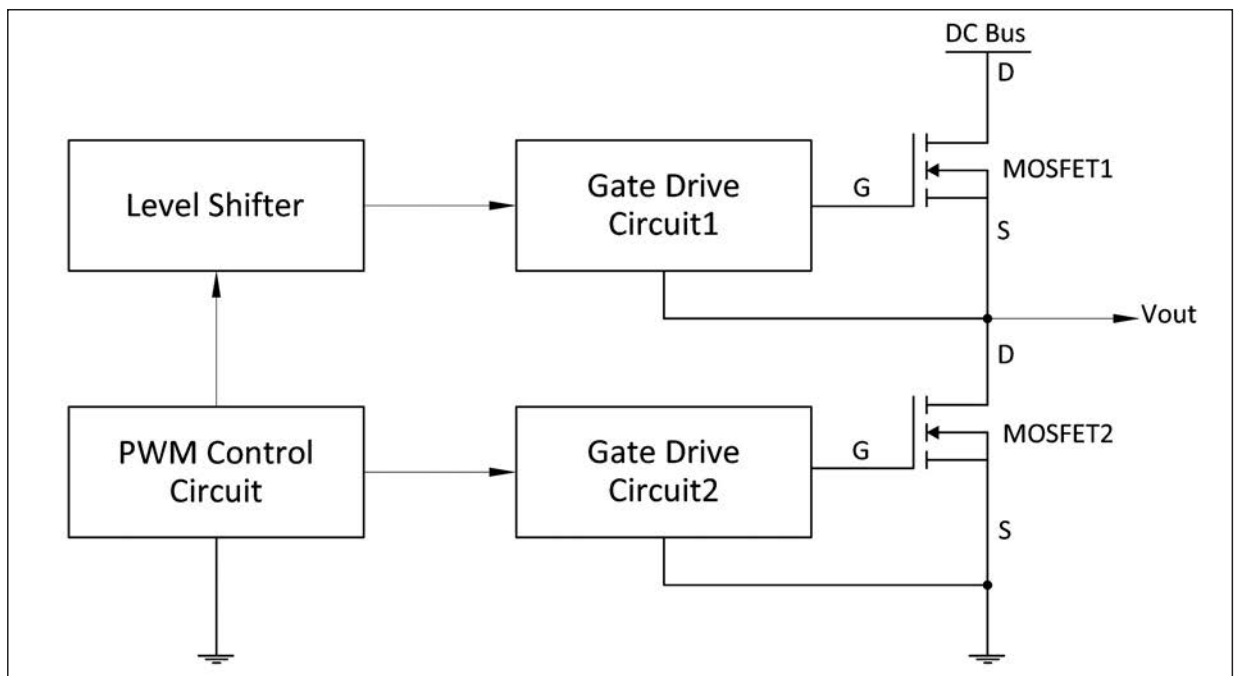 DC Bus
D
Level Shifter
Gate Drive
Circuit1
G
MOSFET1
S
Vout
D
PWM Control
Circuit
Gate Drive
Circuit2
G
MOSFET2
S